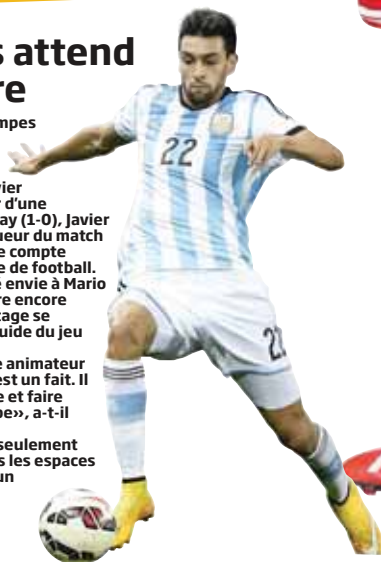 s attend
re
mpes
vier
r d'une
ay (1-0), Javier
ueur du match
e compte
e de football.
é envie à Mario
re encore
tage se
uide du jeu
e animateur
est un fait. Il
e et faire
pe», a-t-il
seulement
s les espaces
un
22
22